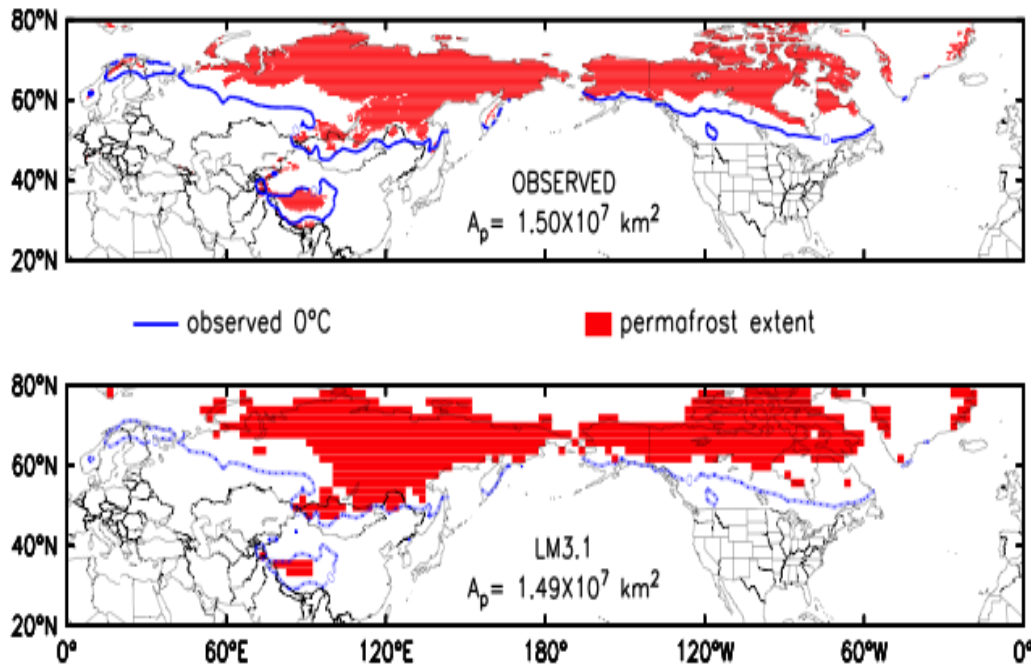 80°N
60°N
40°N
20°N
OBSERVED
Aₚ= 1.50X10⁷ km²
observed 0°C
permafrost extent
80°N
60°N
40°N
20°N
LM3.1
Aₚ= 1.49X10⁷ km²
0° 60°E 120°E 180° 120°W 60°W 0°